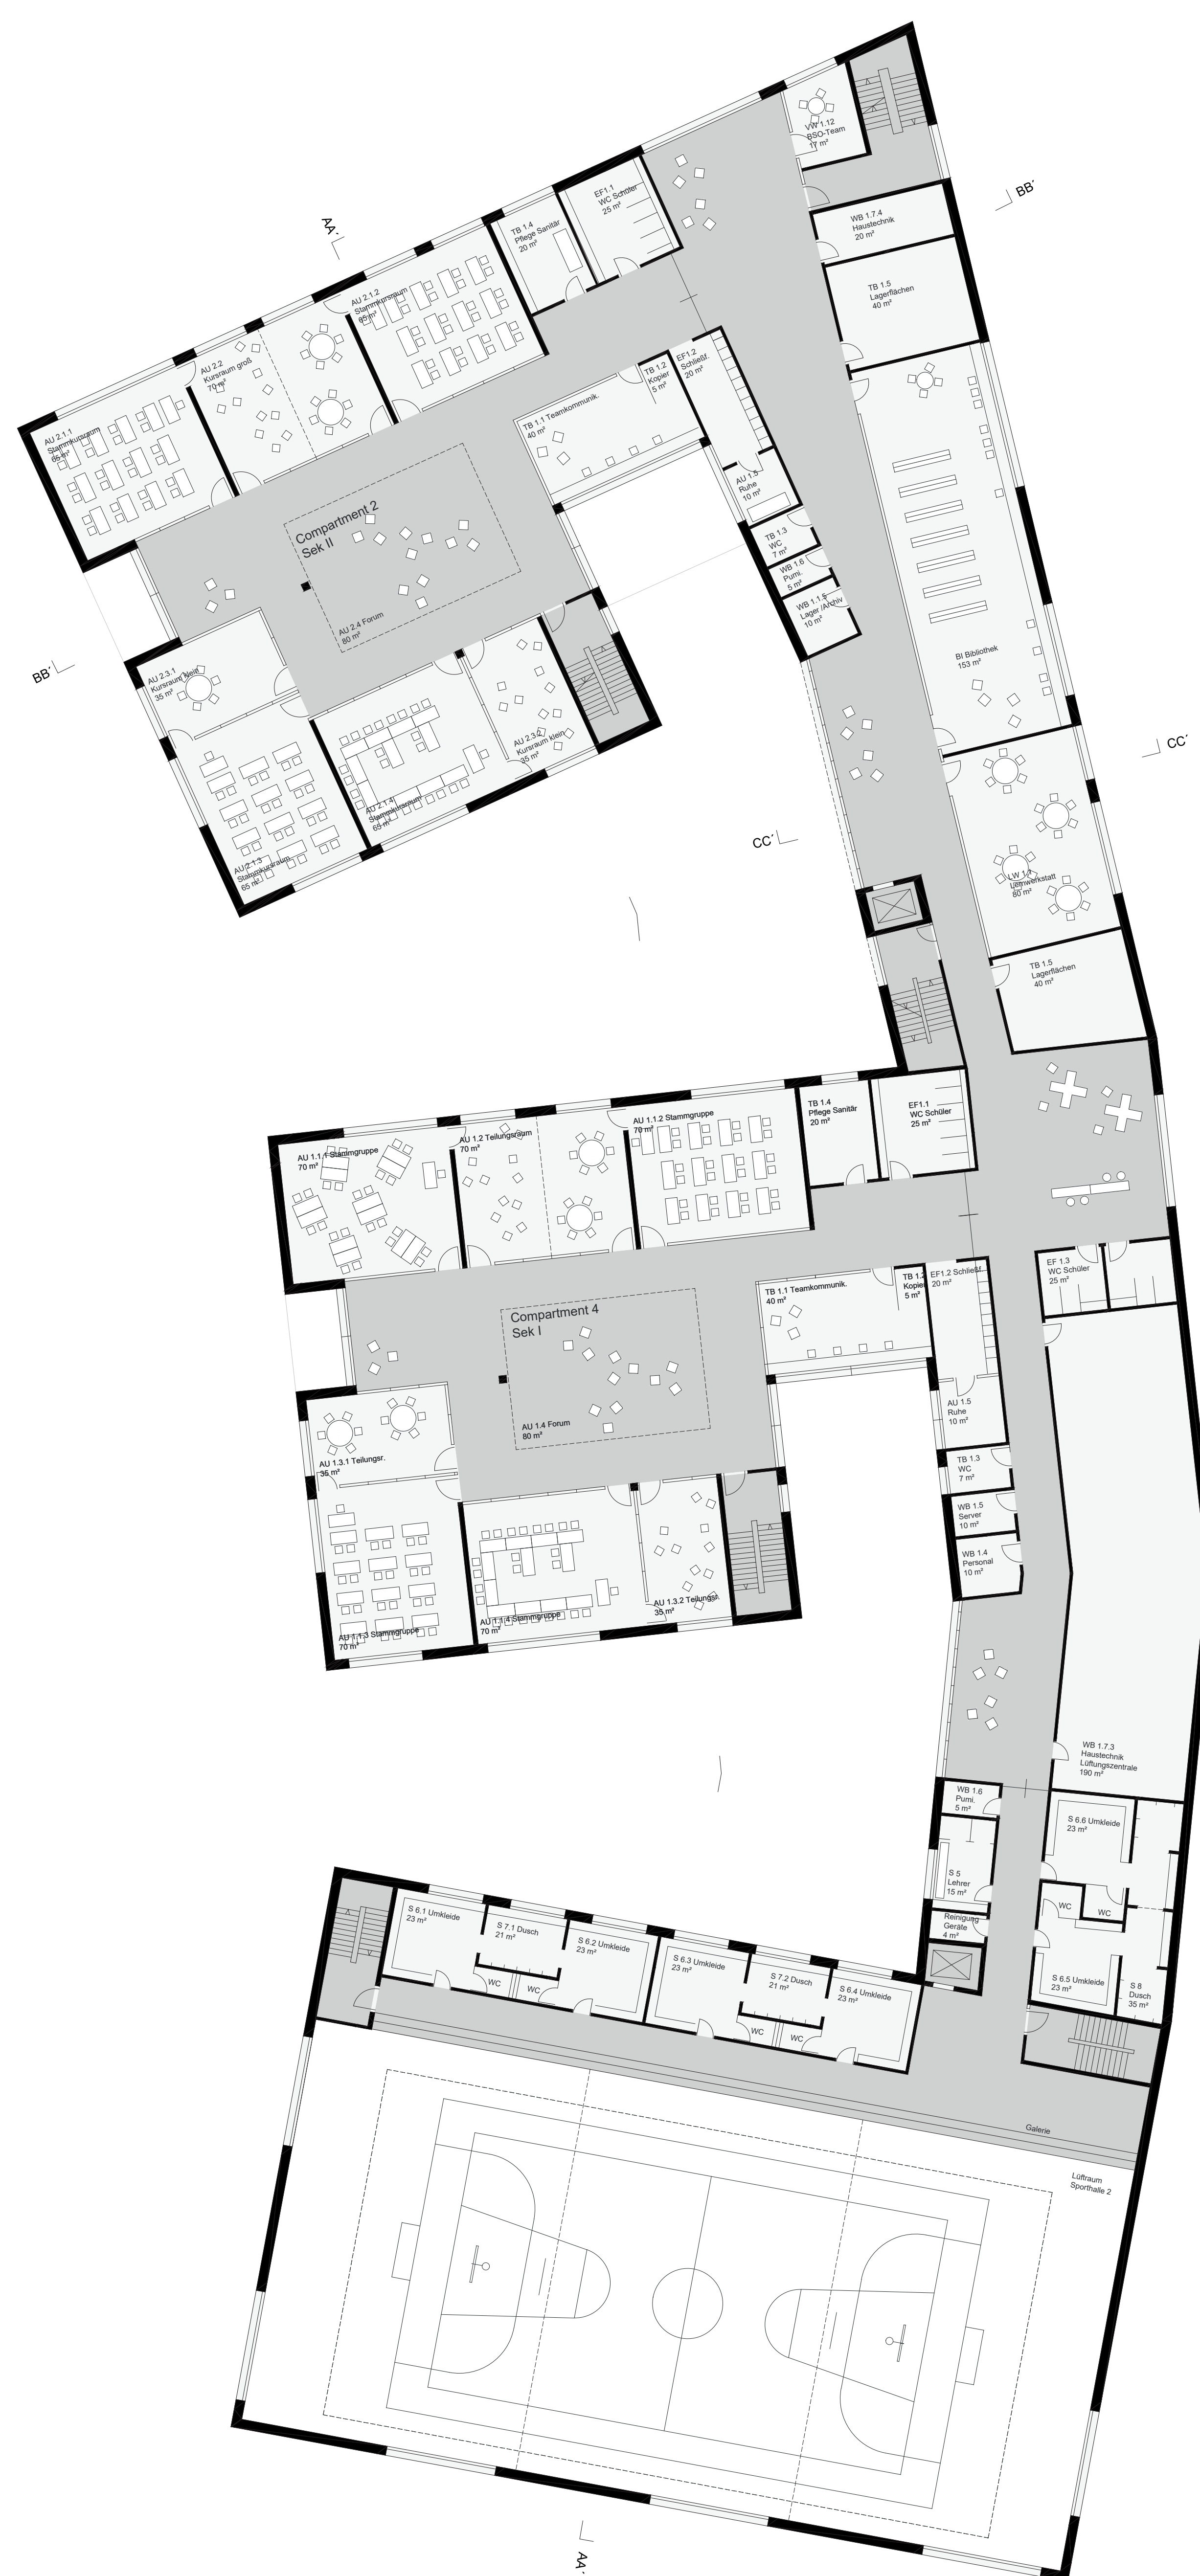 VW 1.12
BSO-Team
17 m²
BB´
AA´
EF1.1
WC Schüler
25 m²
TB 1.4
Pflege Sanitär
20 m²
WB 1.7.4
Haustechnik
20 m²
TB 1.5
Lagerflächen
40 m²
AU 2.1.2
Stammkursraum
65 m²
AU 2.2
Kursraum groß
70 m²
AU 2.1.1
Stammkursraum
65 m²
EF1.2
Schließf.
20 m²
TB 1.2
Kopier
5 m²
TB 1.1 Teamkommunik.
40 m²
AU 1.5
Ruhe
10 m²
Compartment 2
Sek II
TB 1.3
WC
7 m²
WB 1.6
Pumi.
5 m²
WB 1.1.5
Lager /Archiv
10 m²
AU 2.4 Forum
80 m²
BB´
BI Bibliothek
153 m²
AU 2.3.1
Kursraum klein
35 m²
AU 2.3.2
Kursraum klein
35 m²
CC´
AU 2.1.4
Stammkursraum
65 m²
CC´
AU 2.1.3
Stammkursraum
65 m²
LW 1.1
Lernwerkstatt
80 m²
TB 1.5
Lagerflächen
40 m²
TB 1.4
Pflege Sanitär
20 m²
EF1.1
WC Schüler
25 m²
AU 1.1.2 Stammgruppe
70 m²
AU 1.2 Teilungsraum
70 m²
AU 1.1.1 Stammgruppe
70 m²
EF 1.3
WC Schüler
25 m²
TB 1.1 Teamkommunik.
40 m²
TB 1.2
Kopier
5 m²
EF1.2 Schließf.
20 m²
Compartment 4
Sek I
AU 1.5
Ruhe
10 m²
AU 1.4 Forum
80 m²
AU 1.3.1 Teilungsr.
35 m²
TB 1.3
WC
7 m²
WB 1.5
Server
10 m²
WB 1.4
Personal
10 m²
AU 1.3.2 Teilungsr.
35 m²
AU 1.1.4 Stammgruppe
70 m²
AU 1.1.3 Stammgruppe
70 m²
WB 1.7.3
Haustechnik
Lüftungszentrale
190 m²
WB 1.6
Pumi.
5 m²
S 6.6 Umkleide
23 m²
S 5
Lehrer
15 m²
WC
WC
Reinigung
Geräte
4 m²
S 6.1 Umkleide
23 m²
S 7.1 Dusch
21 m²
S 6.2 Umkleide
23 m²
S 6.3 Umkleide
23 m²
S 7.2 Dusch
21 m²
S 6.4 Umkleide
23 m²
WC
WC
WC
WC
S 6.5 Umkleide
23 m²
S 8
Dusch
35 m²
Galerie
Lüftraum
Sporthalle 2
AA´